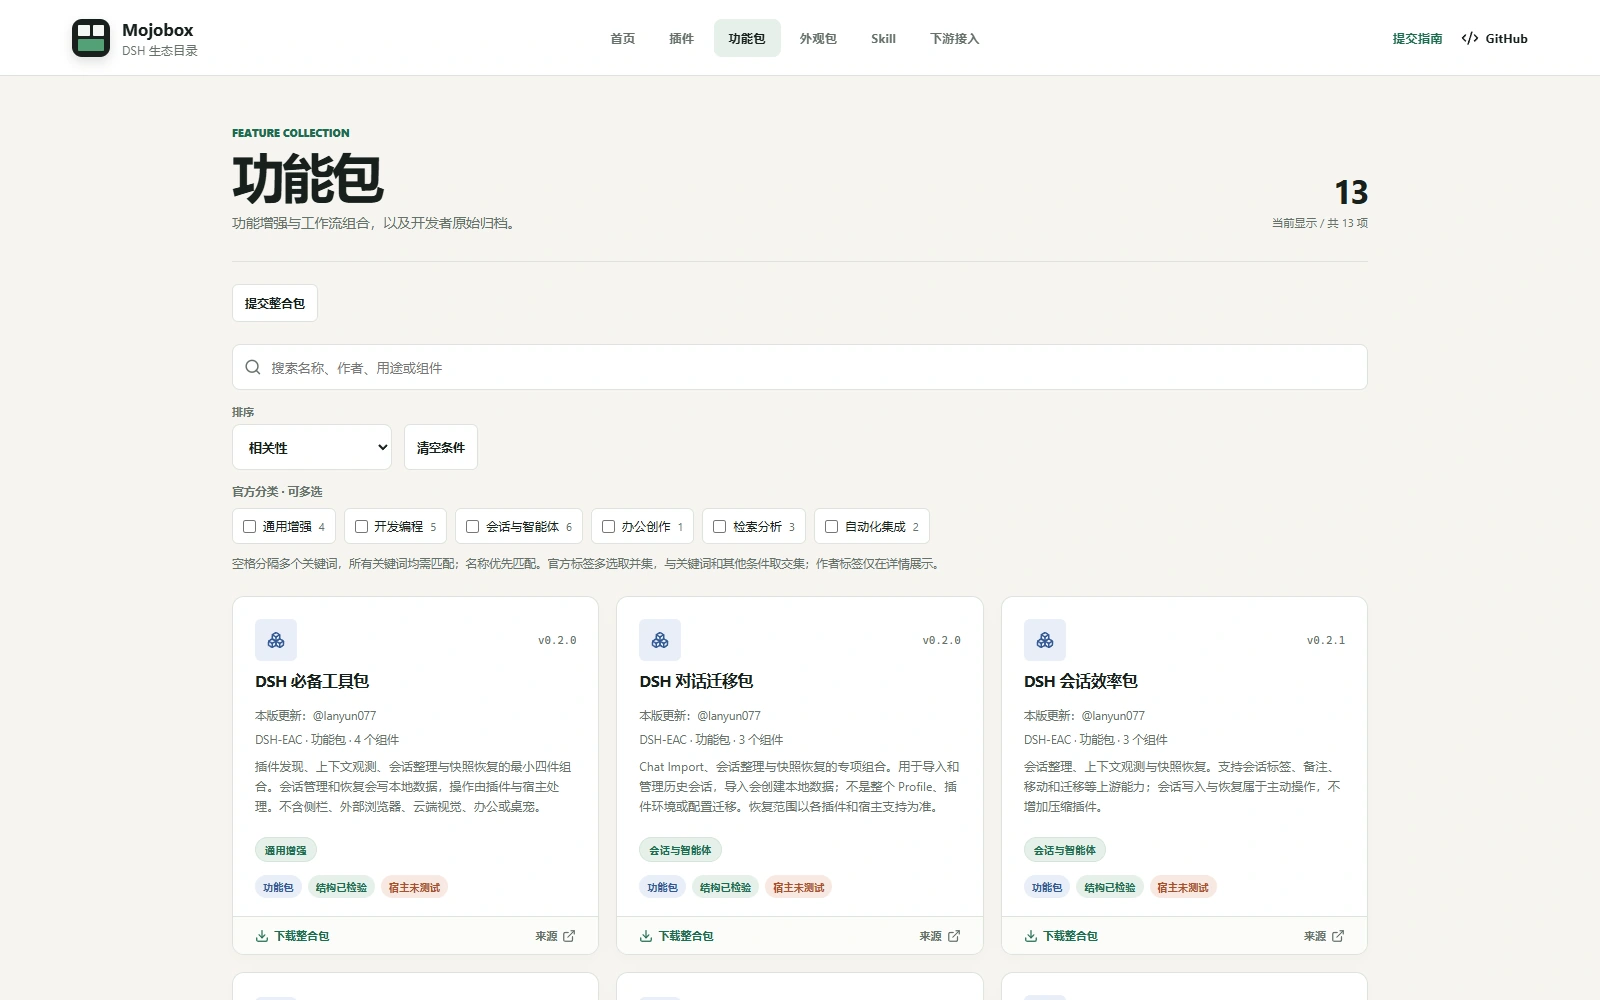 Mojobox
DSH 生态目录
首页
插件
功能包
外观包
Skill
下游接入
提交指南
GitHub
FEATURE COLLECTION
功能包
功能增强与工作流组合，以及开发者原始归档。
13
当前显示 / 共 13 项
提交整合包
搜索名称、作者、用途或组件
排序
相关性
清空条件
官方分类 · 可多选
通用增强 4
开发编程 5
会话与智能体 6
办公创作 1
检索分析 3
自动化集成 2
空格分隔多个关键词，所有关键词均需匹配；名称优先匹配。官方标签多选取并集，与关键词和其他条件取交集；作者标签仅在详情展示。
v0.2.0
DSH 必备工具包
本版更新：@lanyun077
DSH-EAC · 功能包 · 4 个组件
插件发现、上下文观测、会话整理与快照恢复的最小四件组
合。会话管理和恢复会写本地数据，操作由插件与宿主处
理。不含侧栏、外部浏览器、云端视觉、办公或桌宠。
通用增强
功能包
结构已检验
宿主未测试
下载整合包
来源
v0.2.0
DSH 对话迁移包
本版更新：@lanyun077
DSH-EAC · 功能包 · 3 个组件
Chat Import、会话整理与快照恢复的专项组合。用于导入和
管理历史会话，导入会创建本地数据；不是整个 Profile、插
件环境或配置迁移。恢复范围以各插件和宿主支持为准。
会话与智能体
功能包
结构已检验
宿主未测试
下载整合包
来源
v0.2.1
DSH 会话效率包
本版更新：@lanyun077
DSH-EAC · 功能包 · 3 个组件
会话整理、上下文观测与快照恢复。支持会话标签、备注、
移动和迁移等上游能力；会话写入与恢复属于主动操作，不
增加压缩插件。
会话与智能体
功能包
结构已检验
宿主未测试
下载整合包
来源